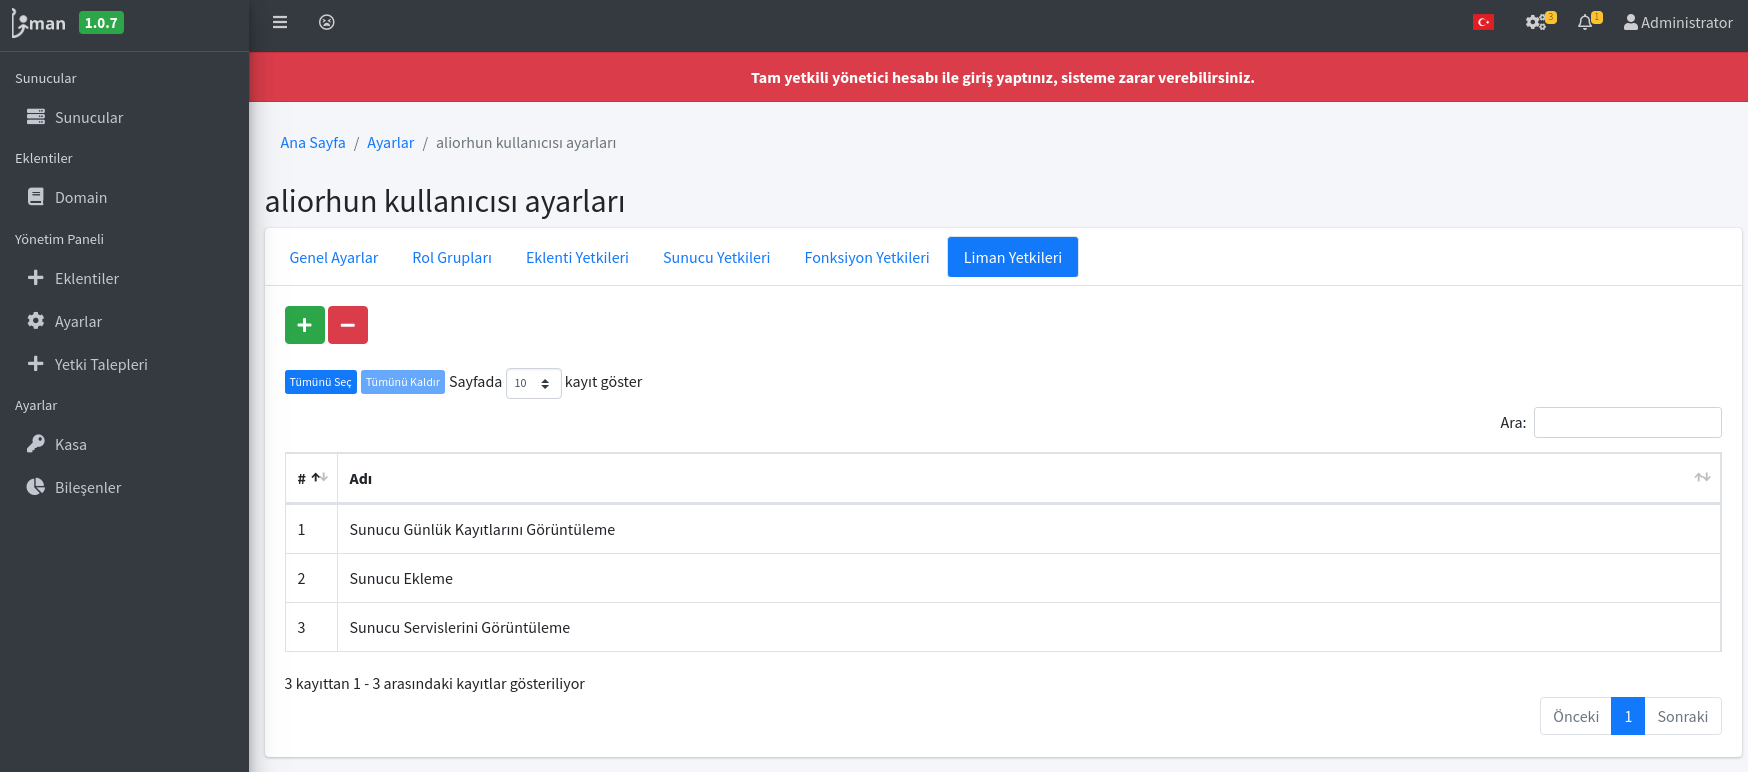 liman 1.0.7
3 1 Administrator
Tam yetkili yönetici hesabı ile giriş yaptınız, sisteme zarar verebilirsiniz.
Sunucular
Sunucular
Eklentiler
Domain
Yönetim Paneli
Eklentiler
Ayarlar
Yetki Talepleri
Ayarlar
Kasa
Bileşenler
Ana Sayfa / Ayarlar / aliorhun kullanıcısı ayarları
aliorhun kullanıcısı ayarları
Genel Ayarlar Rol Grupları Eklenti Yetkileri Sunucu Yetkileri Fonksiyon Yetkileri Liman Yetkileri
Tümünü Seç Tümünü Kaldır Sayfada 10 kayıt göster
Ara:
# Adı
1 Sunucu Günlük Kayıtlarını Görüntüleme
2 Sunucu Ekleme
3 Sunucu Servislerini Görüntüleme
3 kayıttan 1 - 3 arasındaki kayıtlar gösteriliyor
Önceki 1 Sonraki